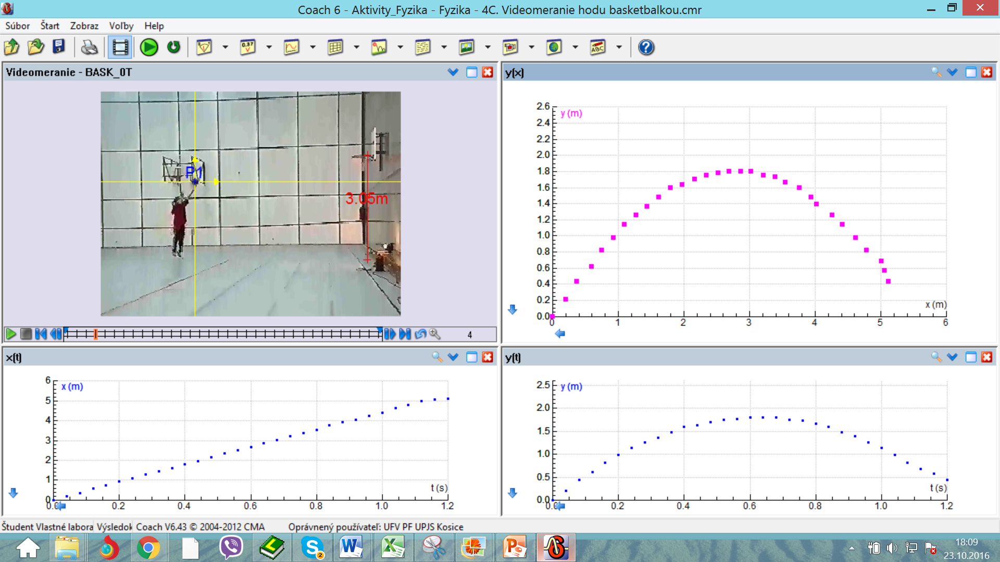 Coach 6 - Aktivity_Fyzika - Fyzika - 4C. Videomeranie hodu basketbalkou.cmr
Súbor Štart Zobraz Voľby Help
0.37
V
ABC
?
Videomeranie - BASK_0T
P1
3.05m
4
y(x)
y (m)
2.6
2.4
2.2
2.0
1.8
1.6
1.4
1.2
1.0
0.8
0.6
0.4
0.2
0.0
x (m)
0 1 2 3 4 5 6
x(t)
x (m)
6
5
4
3
2
1
0
t (s)
0.0 0.2 0.4 0.6 0.8 1.0 1.2
y(t)
y (m)
2.5
2.0
1.5
1.0
0.5
0.0
t (s)
0.0 0.2 0.4 0.6 0.8 1.0 1.2
Študent Vlastné labora Výsledok Coach V6.43 © 2004-2012 CMA Oprávnený používateľ: UFV PF UPJS Kosice
2
18:09
23.10.2016